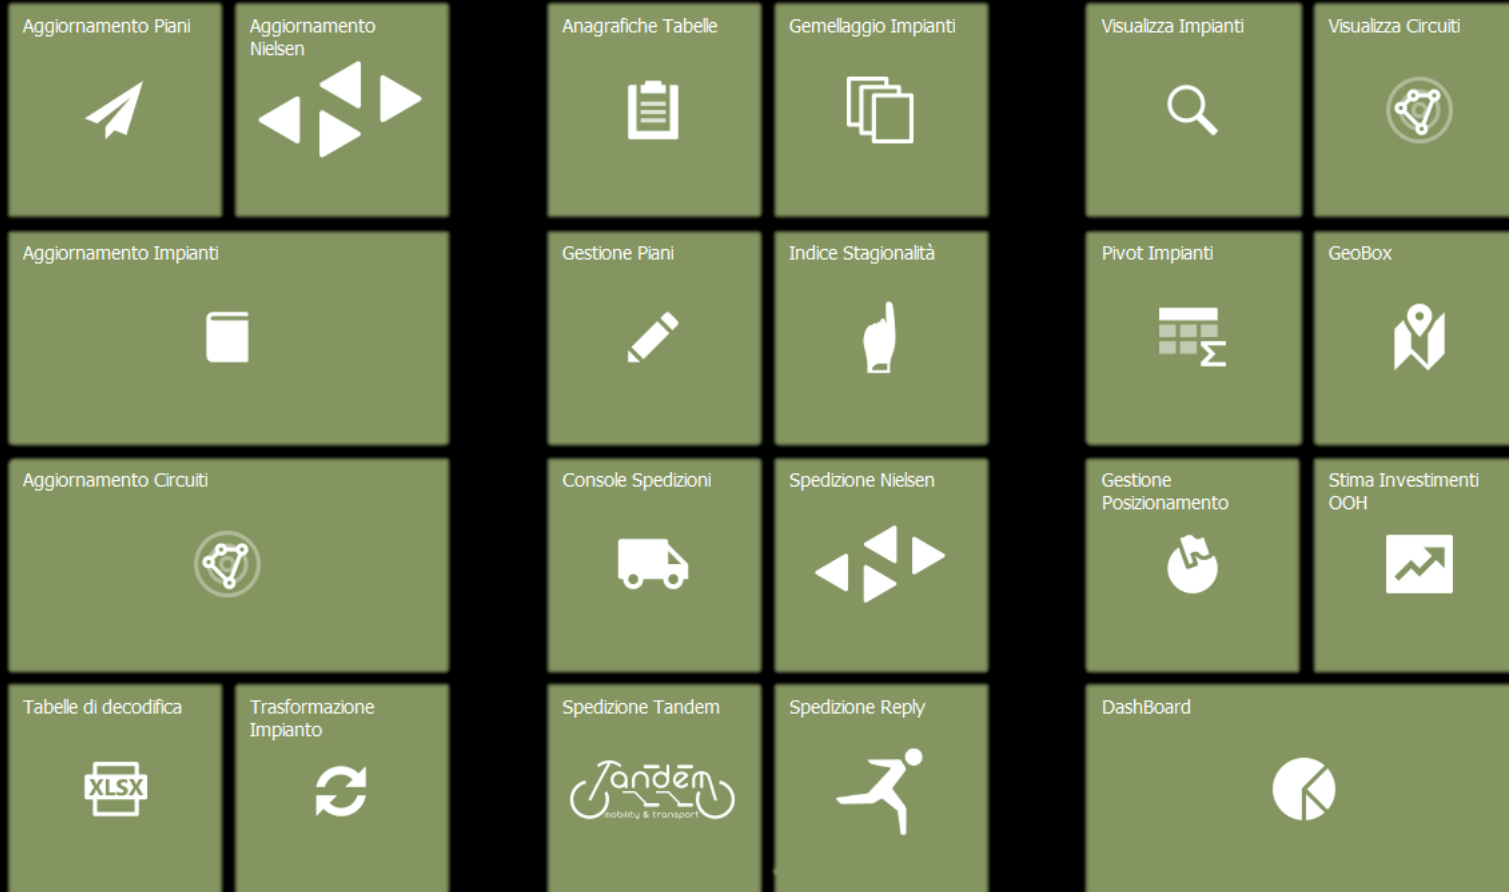 Aggiornamento Piani
Aggiornamento
Nielsen
Anagrafiche Tabelle
Gemellaggio Impianti
Visualizza Impianti
Visualizza Circuiti
Aggiornamento Impianti
Gestione Piani
Indice Stagionalità
Pivot Impianti
GeoBox
Aggiornamento Circuiti
Console Spedizioni
Spedizione Nielsen
Gestione
Posizionamento
Stima Investimenti
OOH
Tabelle di decodifica
XLSX
Trasformazione
Impianto
Spedizione Tandem
Tandem
mobility & transport
Spedizione Reply
DashBoard